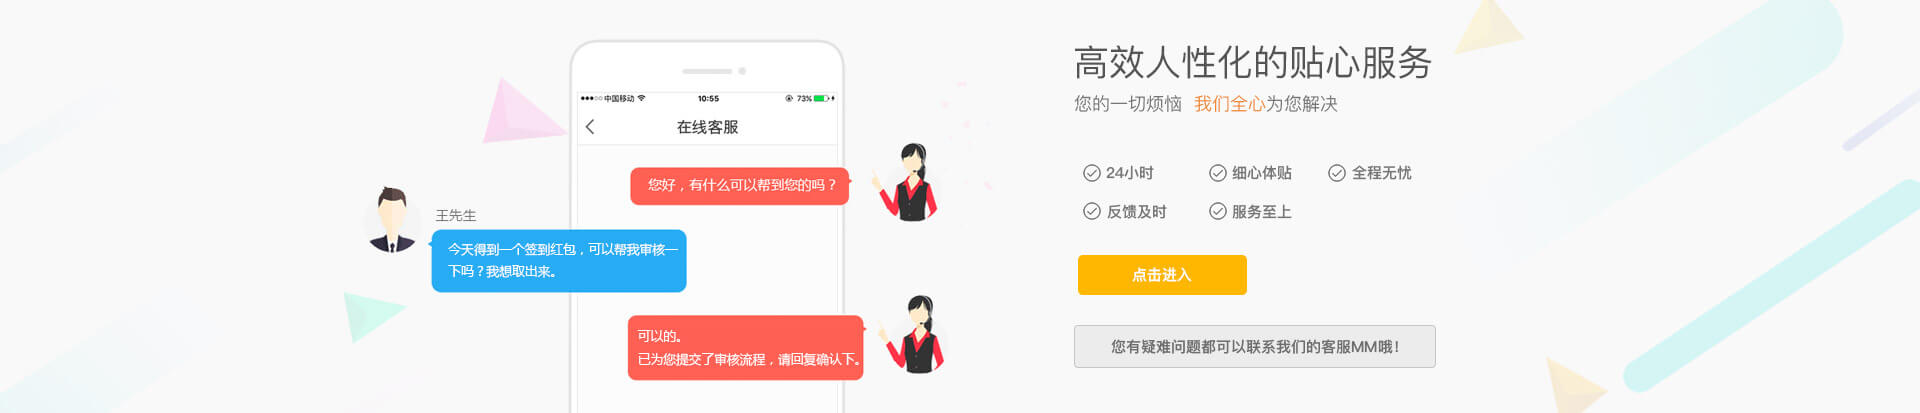 中国移动
10:55
73%
在线客服
您好，有什么可以帮到您的吗？
王先生
今天得到一个签到红包，可以帮我审核一
下吗？我想取出来。
可以的。
已为您提交了审核流程，请回复确认下。
高效人性化的贴心服务
您的一切烦恼 我们全心为您解决
24小时 细心体贴 全程无忧
反馈及时 服务至上
点击进入
您有疑难问题都可以联系我们的客服MM哦！